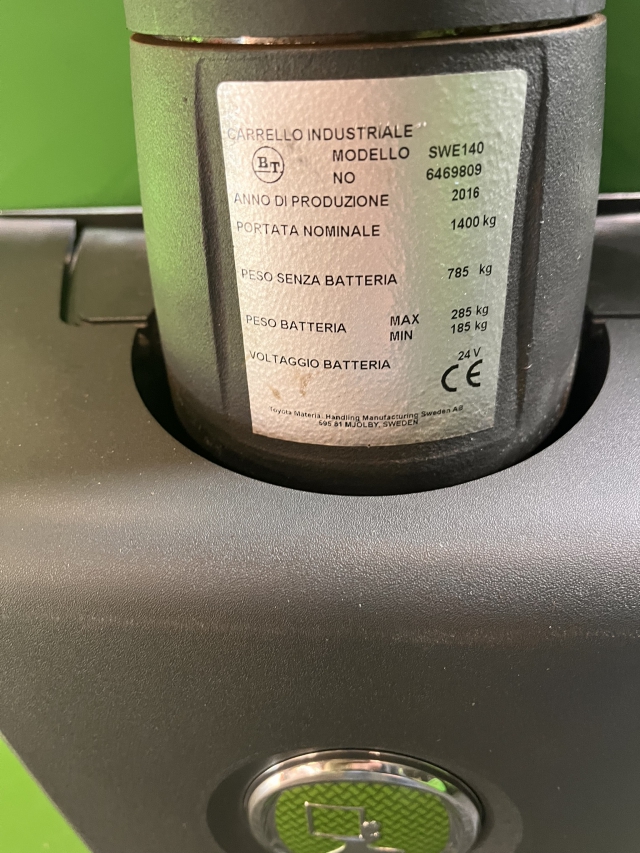 CARRELLO INDUSTRIALE
BT
MODELLO SWE140
NO 6469809
ANNO DI PRODUZIONE 2016
PORTATA NOMINALE 1400 kg
PESO SENZA BATTERIA 785 kg
PESO BATTERIA MAX 285 kg
MIN 185 kg
VOLTAGGIO BATTERIA 24 V
CE
Toyota Material Handling Manufacturing Sweden AB
595 81 MJÖLBY, SWEDEN